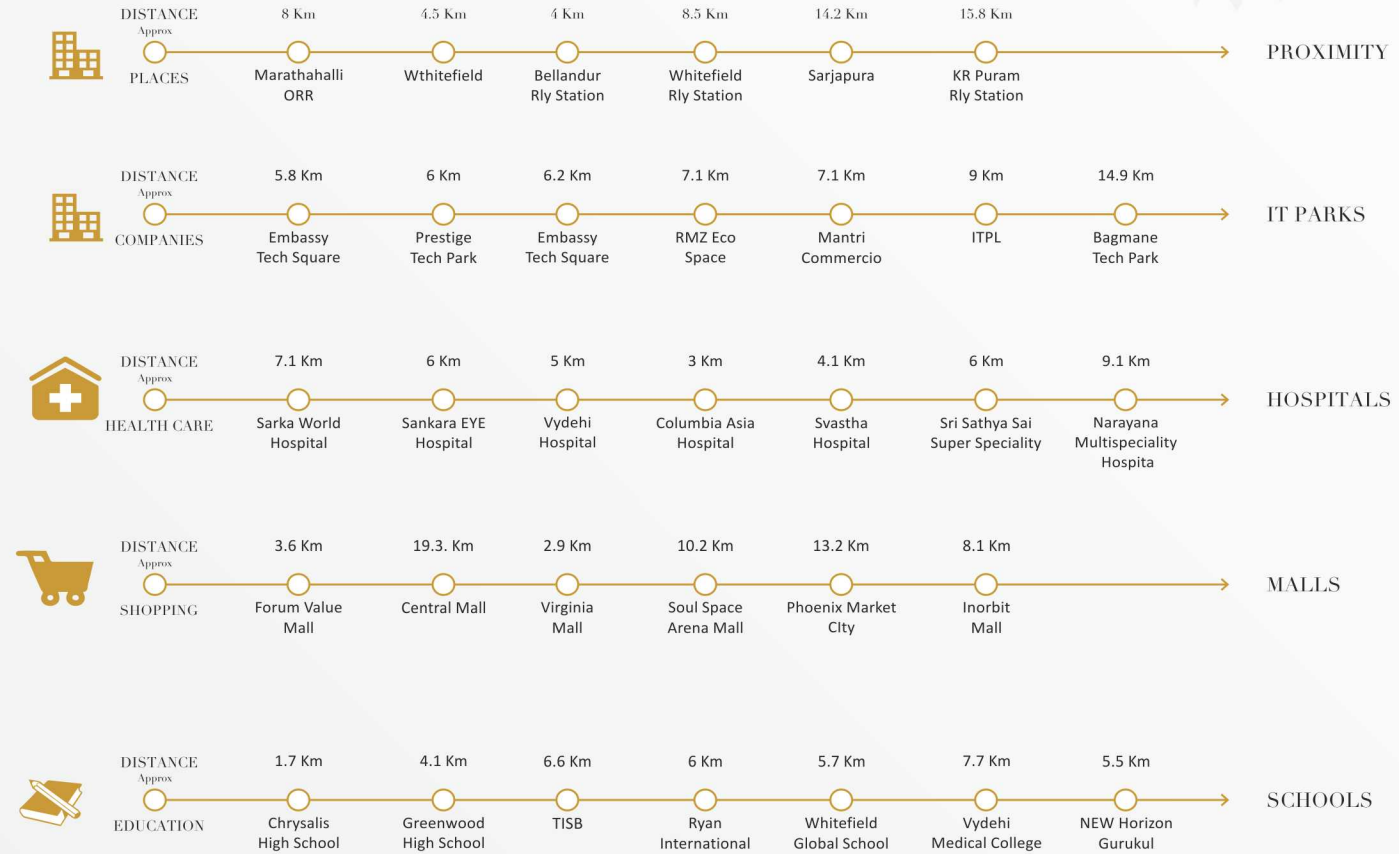 DISTANCE 8 Km 4.5 Km 4 Km 8.5 Km 14.2 Km 15.8 Km
Approx
PROXIMITY
PLACES Marathahalli Wthitefield Bellandur Whitefield Sarjapura KR Puram
ORR Rly Station Rly Station Rly Station
DISTANCE 5.8 Km 6 Km 6.2 Km 7.1 Km 7.1 Km 9 Km 14.9 Km
Approx
IT PARKS
COMPANIES Embassy Prestige Embassy RMZ Eco Mantri ITPL Bagmane
Tech Square Tech Park Tech Square Space Commercio Tech Park
DISTANCE 7.1 Km 6 Km 5 Km 3 Km 4.1 Km 6 Km 9.1 Km
Approx
HOSPITALS
HEALTH CARE Sarka World Sankara EYE Vydehi Columbia Asia Svastha Sri Sathya Sai Narayana
Hospital Hospital Hospital Hospital Hospital Super Speciality Multispeciality
Hospita
DISTANCE 3.6 Km 19.3. Km 2.9 Km 10.2 Km 13.2 Km 8.1 Km
Approx
MALLS
SHOPPING Forum Value Central Mall Virginia Soul Space Phoenix Market Inorbit
Mall Mall Arena Mall CIty Mall
DISTANCE 1.7 Km 4.1 Km 6.6 Km 6 Km 5.7 Km 7.7 Km 5.5 Km
Approx
SCHOOLS
EDUCATION Chrysalis Greenwood TISB Ryan Whitefield Vydehi NEW Horizon
High School High School International Global School Medical College Gurukul